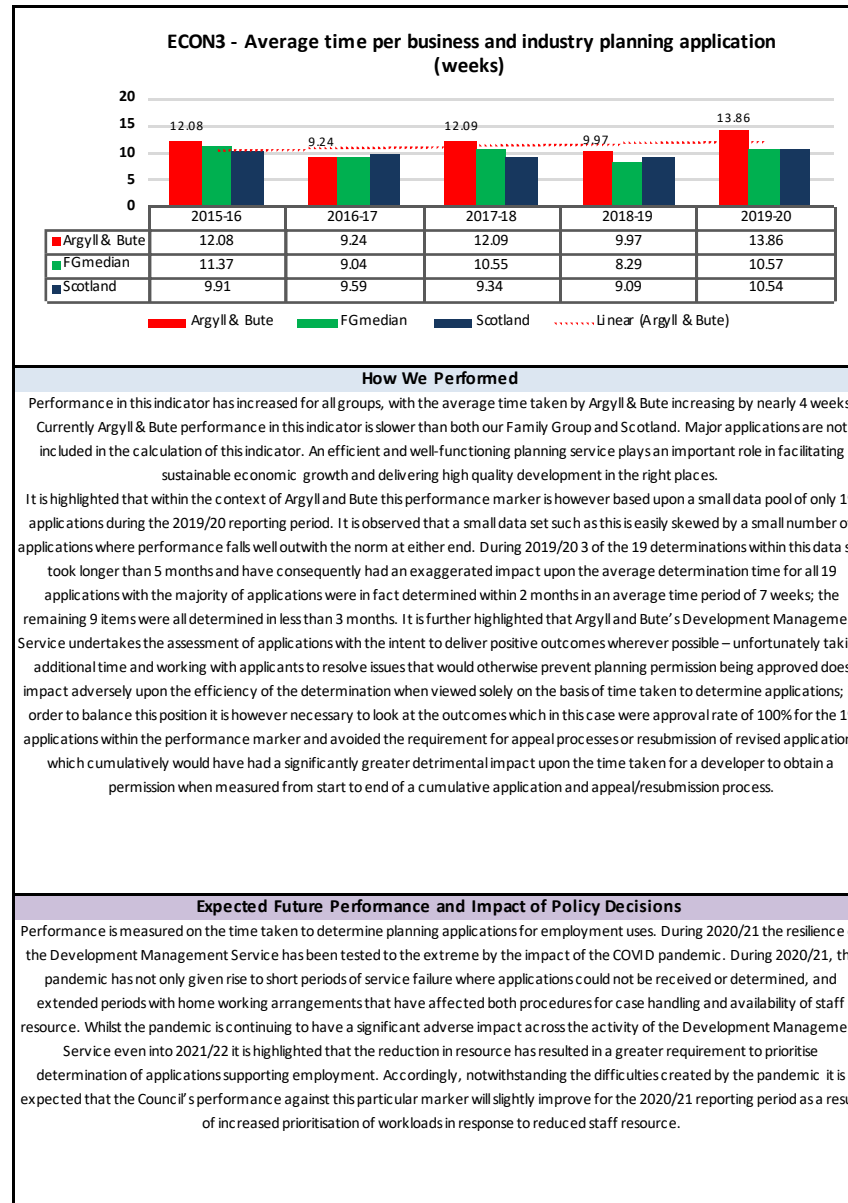 ECON3 - Average time per business and industry planning application
(weeks)
20
15
10
5
0
12.08
9.24
12.09
9.97
13.86
2015-16 2016-17 2017-18 2018-19 2019-20
Argyll & Bute 12.08 9.24 12.09 9.97 13.86
FGmedian 11.37 9.04 10.55 8.29 10.57
Scotland 9.91 9.59 9.34 9.09 10.54
Argyll & Bute FGmedian Scotland Linear (Argyll & Bute)
How We Performed
Performance in this indicator has increased for all groups, with the average time taken by Argyll & Bute increasing by nearly 4 weeks
Currently Argyll & Bute performance in this indicator is slower than both our Family Group and Scotland. Major applications are not
included in the calculation of this indicator. An efficient and well-functioning planning service plays an important role in facilitating
sustainable economic growth and delivering high quality development in the right places.
It is highlighted that within the context of Argyll and Bute this performance marker is however based upon a small data pool of only 1
applications during the 2019/20 reporting period. It is observed that a small data set such as this is easily skewed by a small number o
applications where performance falls well outwith the norm at either end. During 2019/20 3 of the 19 determinations within this data s
took longer than 5 months and have consequently had an exaggerated impact upon the average determination time for all 19
applications with the majority of applications were in fact determined within 2 months in an average time period of 7 weeks; the
remaining 9 items were all determined in less than 3 months. It is further highlighted that Argyll and Bute's Development Manageme
Service undertakes the assessment of applications with the intent to deliver positive outcomes wherever possible – unfortunately taki
additional time and working with applicants to resolve issues that would otherwise prevent planning permission being approved does
impact adversely upon the efficiency of the determination when viewed solely on the basis of time taken to determine applications;
order to balance this position it is however necessary to look at the outcomes which in this case were approval rate of 100% for the 1
applications within the performance marker and avoided the requirement for appeal processes or resubmission of revised application
which cumulatively would have had a significantly greater detrimental impact upon the time taken for a developer to obtain a
permission when measured from start to end of a cumulative application and appeal/resubmission process.
Expected Future Performance and Impact of Policy Decisions
Performance is measured on the time taken to determine planning applications for employment uses. During 2020/21 the resilience
the Development Management Service has been tested to the extreme by the impact of the COVID pandemic. During 2020/21, th
pandemic has not only given rise to short periods of service failure where applications could not be received or determined, and
extended periods with home working arrangements that have affected both procedures for case handling and availability of staff
resource. Whilst the pandemic is continuing to have a significant adverse impact across the activity of the Development Manageme
Service even into 2021/22 it is highlighted that the reduction in resource has resulted in a greater requirement to prioritise
determination of applications supporting employment. Accordingly, notwithstanding the difficulties created by the pandemic it is
expected that the Council's performance against this particular marker will slightly improve for the 2020/21 reporting period as a resu
of increased prioritisation of workloads in response to reduced staff resource.